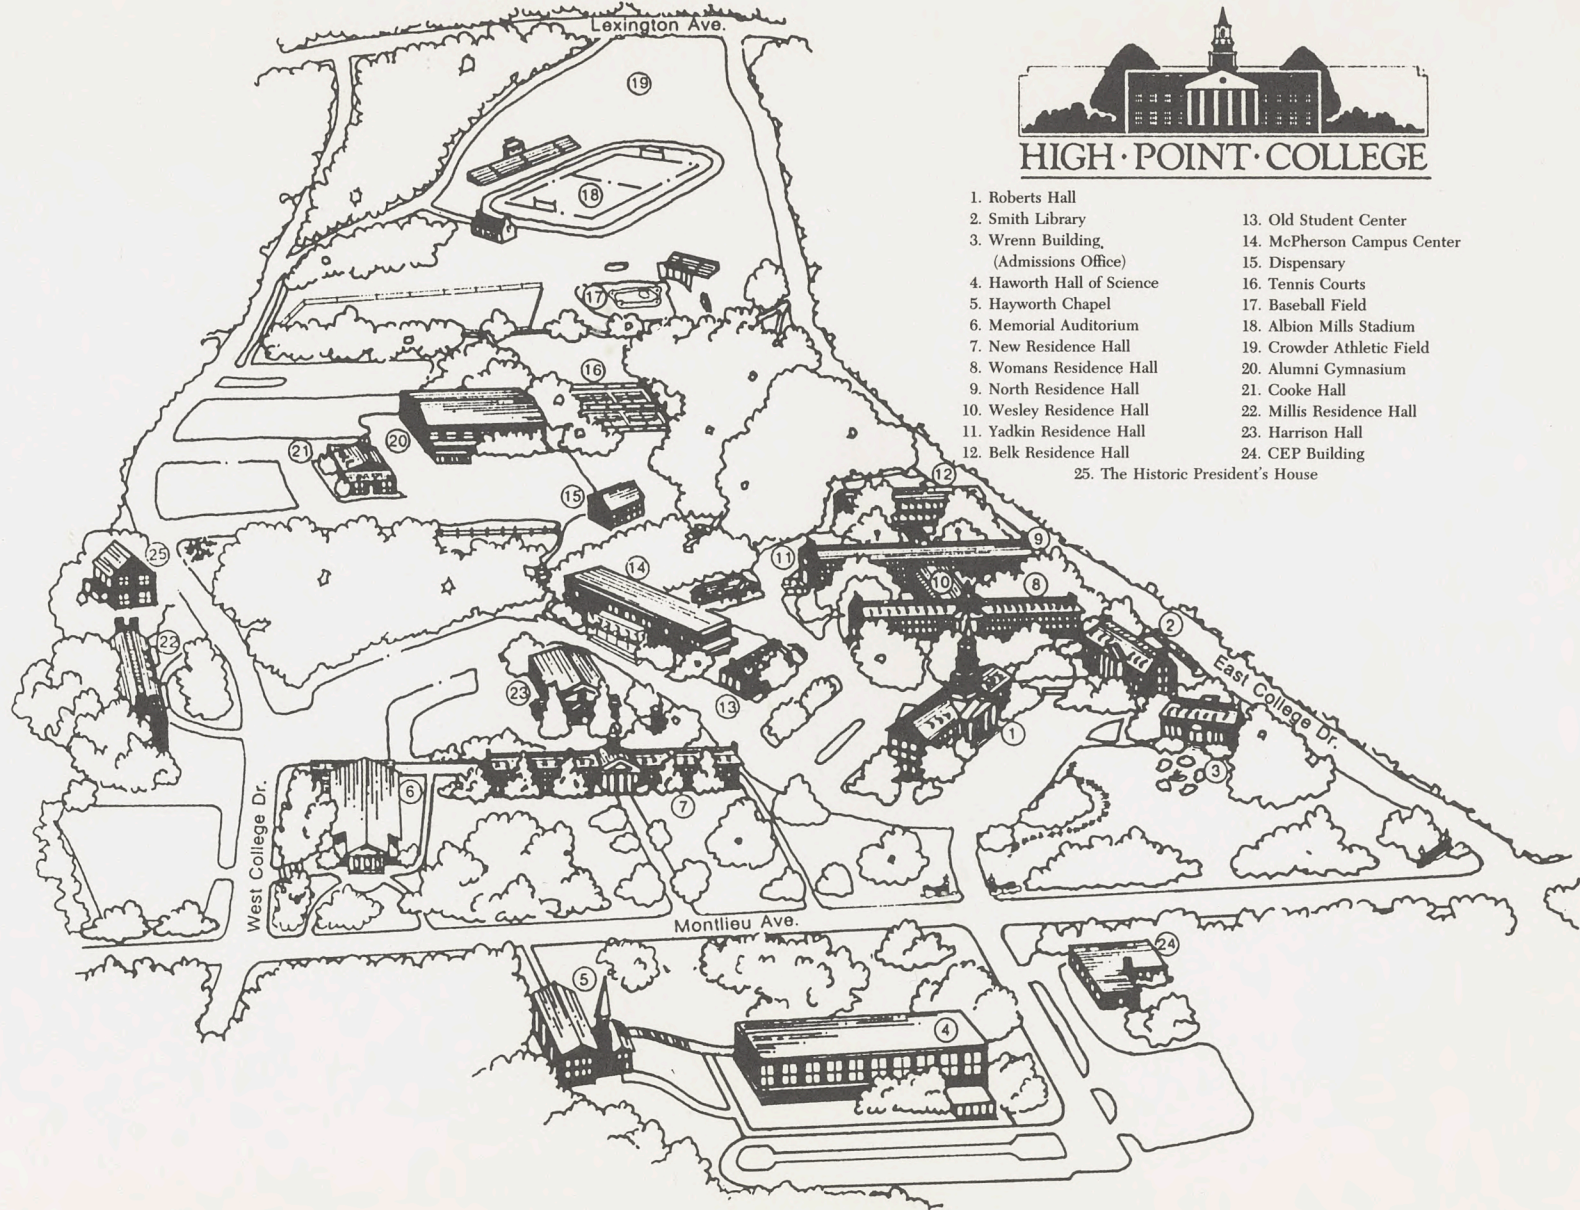 Lexington Ave.
19
18
17
16
20
21
15
12
25
14
11
9
10
8
22
2
23
13
1
East College Dr.
3
6
7
West College Dr.
Montlieu Ave.
24
5
4
HIGH·POINT·COLLEGE
1. Roberts Hall
2. Smith Library
3. Wrenn Building
(Admissions Office)
4. Haworth Hall of Science
5. Hayworth Chapel
6. Memorial Auditorium
7. New Residence Hall
8. Womans Residence Hall
9. North Residence Hall
10. Wesley Residence Hall
11. Yadkin Residence Hall
12. Belk Residence Hall
13. Old Student Center
14. McPherson Campus Center
15. Dispensary
16. Tennis Courts
17. Baseball Field
18. Albion Mills Stadium
19. Crowder Athletic Field
20. Alumni Gymnasium
21. Cooke Hall
22. Millis Residence Hall
23. Harrison Hall
24. CEP Building
25. The Historic President's House